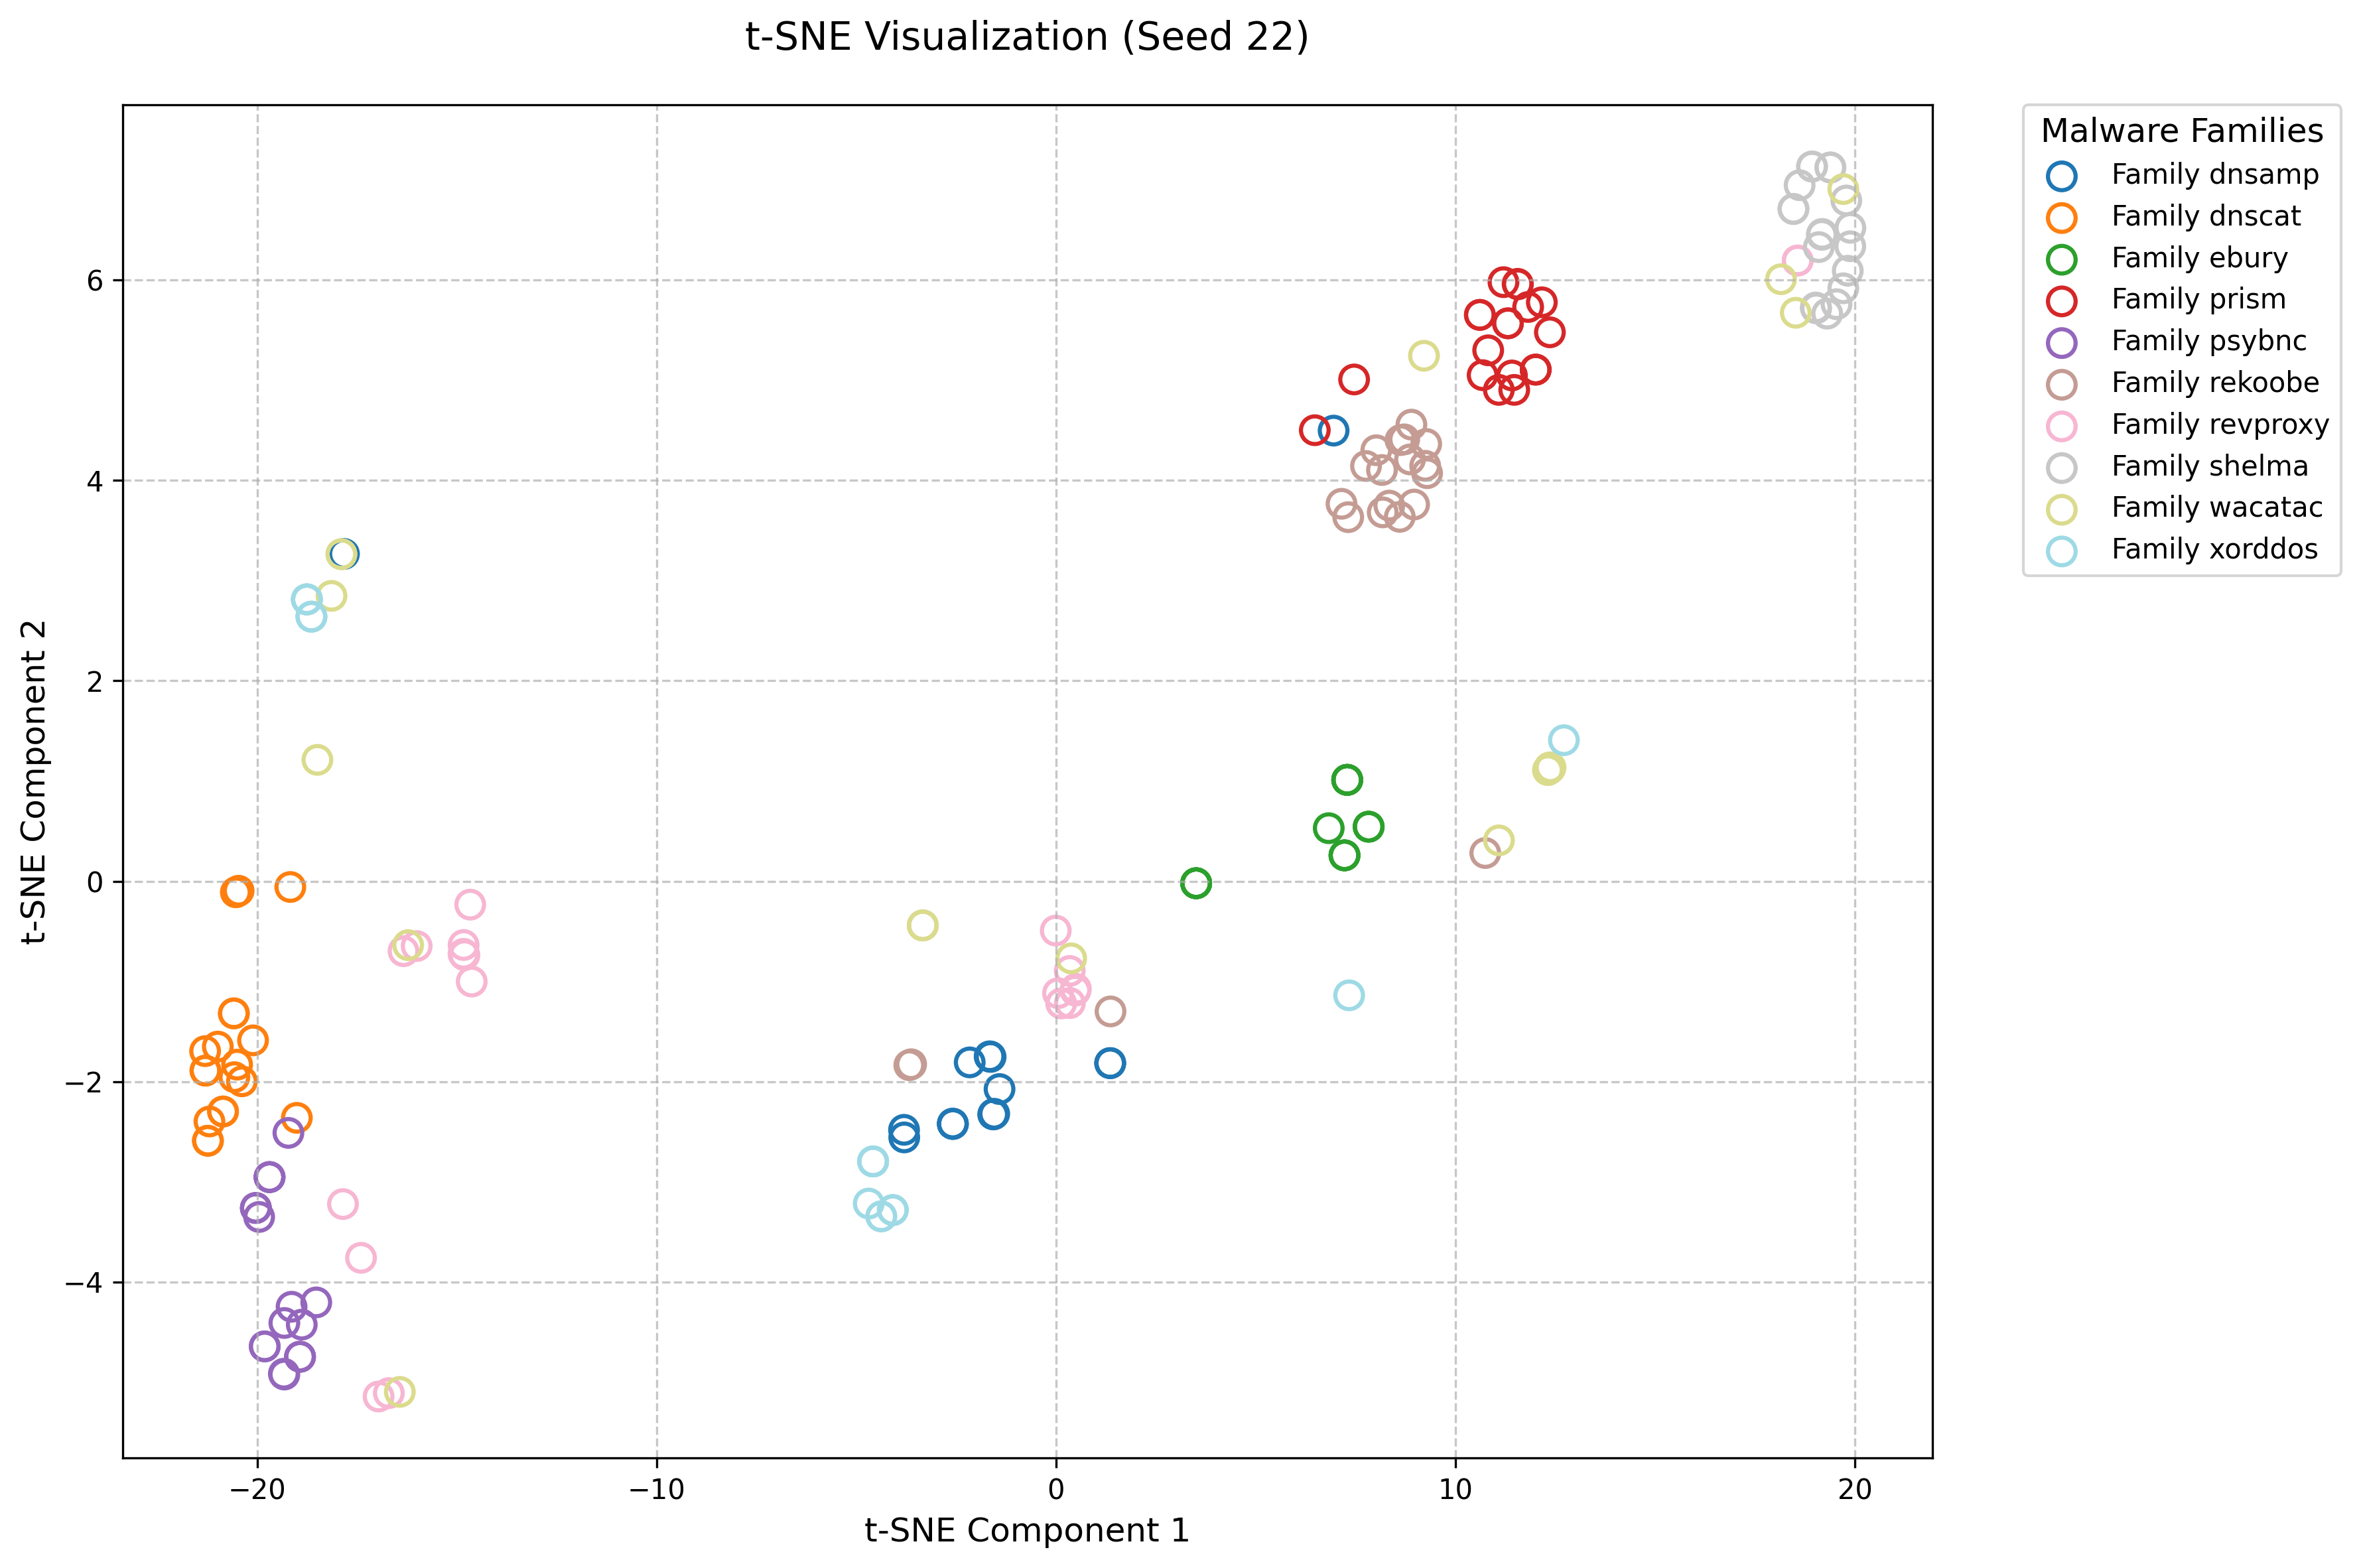 t-SNE Visualization (Seed 22)
Malware Families
Family dnsamp
Family dnscat
Family ebury
Family prism
Family psybnc
Family rekoobe
Family revproxy
Family shelma
Family wacatac
Family xorddos
t-SNE Component 2
6
4
2
0
−2
−4
−20
−10
0
10
20
t-SNE Component 1